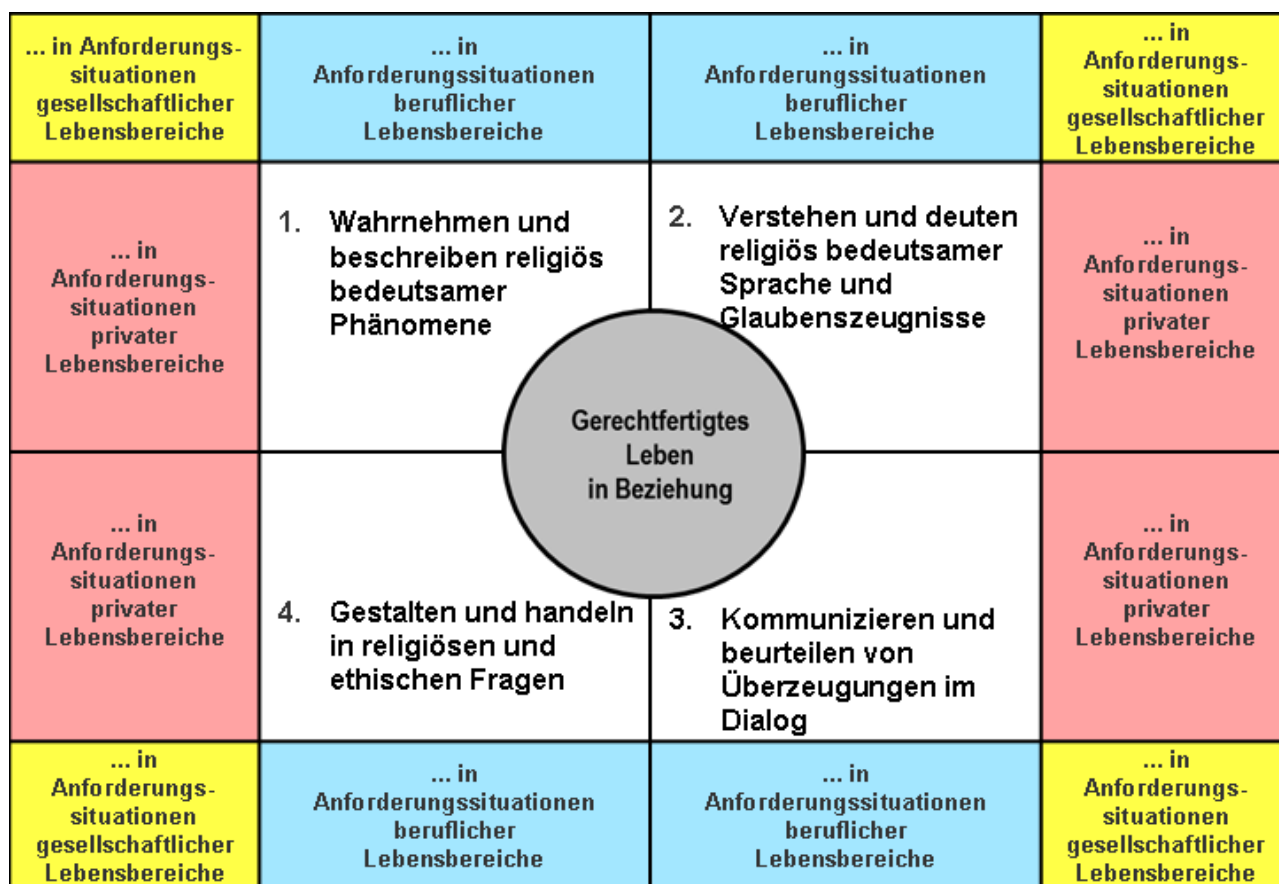 ... in Anforderungs-
situationen
gesellschaftlicher
Lebensbereiche
... in
Anforderungssituationen
beruflicher
Lebensbereiche
... in
Anforderungssituationen
beruflicher
Lebensbereiche
... in
Anforderungs-
situationen
gesellschaftlicher
Lebensbereiche
... in
Anforderungs-
situationen
privater
Lebensbereiche
1. Wahrnehmen und
beschreiben religiös
bedeutsamer
Phänomene
2. Verstehen und deuten
religiös bedeutsamer
Sprache und
Glaubenszeugnisse
... in
Anforderungs-
situationen
privater
Lebensbereiche
Gerechtfertigtes
Leben
in Beziehung
... in
Anforderungs-
situationen
privater
Lebensbereiche
4. Gestalten und handeln
in religiösen und
ethischen Fragen
3. Kommunizieren und
beurteilen von
Überzeugungen im
Dialog
... in
Anforderungs-
situationen
privater
Lebensbereiche
... in
Anforderungs-
situationen
gesellschaftlicher
Lebensbereiche
... in
Anforderungssituationen
beruflicher
Lebensbereiche
... in
Anforderungssituationen
beruflicher
Lebensbereiche
... in
Anforderungs-
situationen
gesellschaftlicher
Lebensbereiche